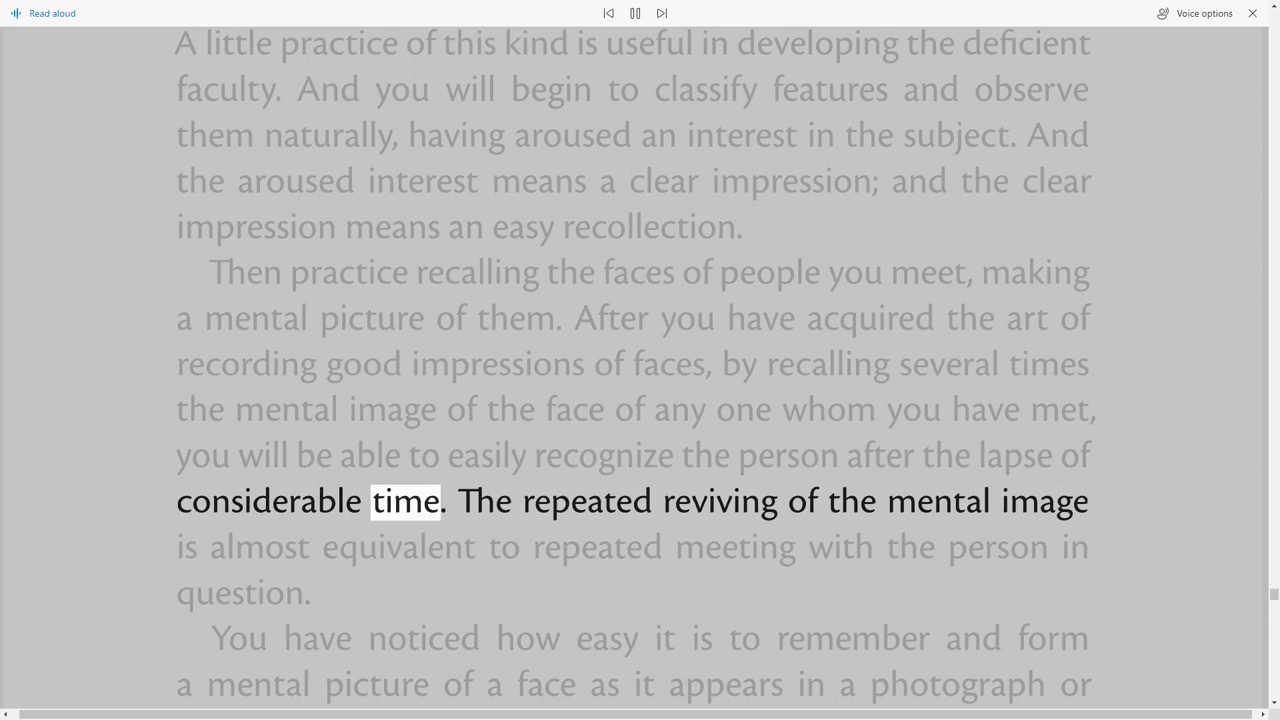 Read aloud
Voice options
A little practice of this kind is useful in developing the deficient
faculty. And you will begin to classify features and observe
them naturally, having aroused an interest in the subject. And
the aroused interest means a clear impression; and the clear
impression means an easy recollection.
Then practice recalling the faces of people you meet, making
a mental picture of them. After you have acquired the art of
recording good impressions of faces, by recalling several times
the mental image of the face of any one whom you have met,
you will be able to easily recognize the person after the lapse of
considerable time. The repeated reviving of the mental image
is almost equivalent to repeated meeting with the person in
question.
You have noticed how easy it is to remember and form
a mental picture of a face as it appears in a photograph or